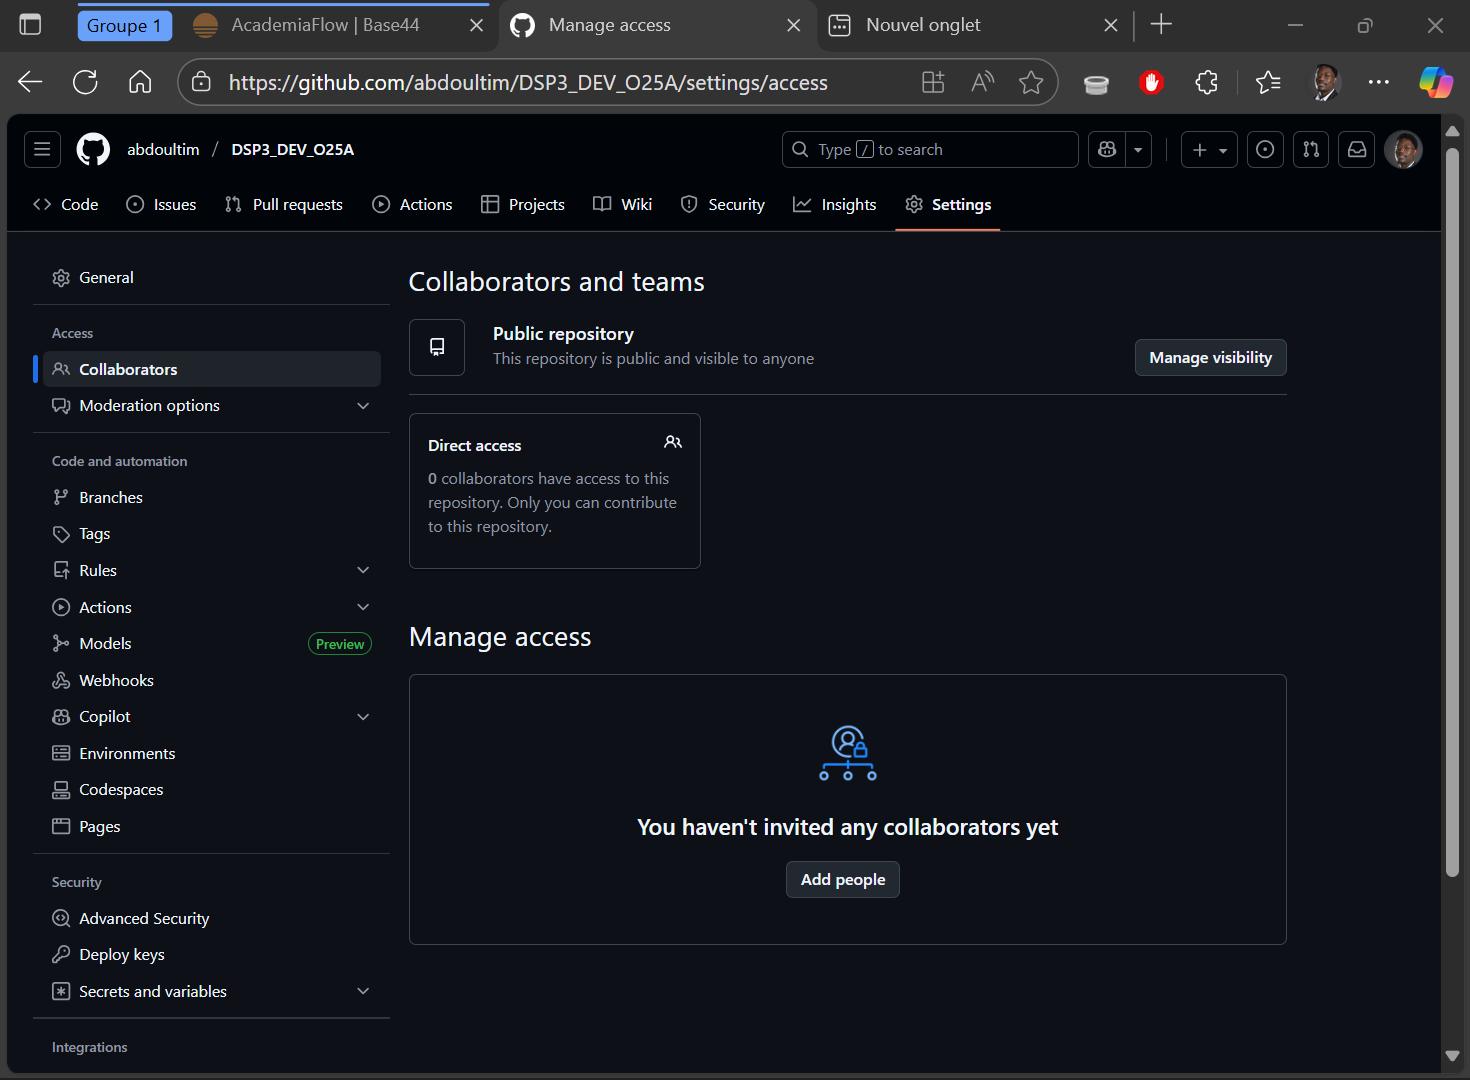 Groupe 1
AcademiaFlow | Base44
Manage access
Nouvel onglet
https://github.com/abdoultim/DSP3_DEV_O25A/settings/access
abdoultim / DSP3_DEV_O25A
Type / to search
Code
Issues
Pull requests
Actions
Projects
Wiki
Security
Insights
Settings
General
Access
Collaborators
Moderation options
Code and automation
Branches
Tags
Rules
Actions
Models
Preview
Webhooks
Copilot
Environments
Codespaces
Pages
Security
Advanced Security
Deploy keys
Secrets and variables
Integrations
Collaborators and teams
Public repository
This repository is public and visible to anyone
Manage visibility
Direct access
0 collaborators have access to this
repository. Only you can contribute
to this repository.
Manage access
You haven't invited any collaborators yet
Add people